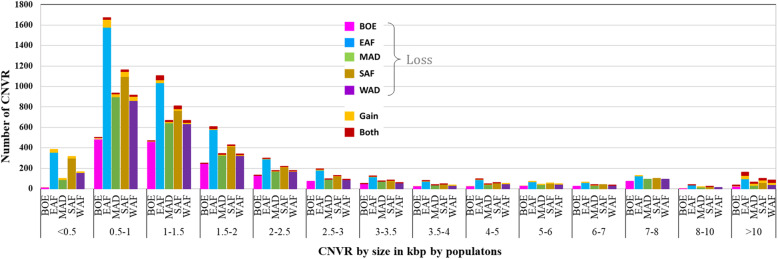 1800
1600
1400
1200
1000
800
600
400
200
0
Number of CNVR
BOE
EAF
MAD
SAF
WAD
Loss
Gain
Both
BOE EAF MAD SAF WAF BOE EAF MAD SAF WAF BOE EAF MAD SAF WAF BOE EAF MAD SAF WAF BOE EAF MAD SAF WAF BOE EAF MAD SAF WAF BOE EAF MAD SAF WAF BOE EAF MAD SAF WAF BOE EAF MAD SAF WAF BOE EAF MAD SAF WAF BOE EAF MAD SAF WAF BOE EAF MAD SAF WAF BOE EAF MAD SAF WAF BOE EAF MAD SAF WAF
<0.5 0.5-1 1-1.5 1.5-2 2-2.5 2.5-3 3-3.5 3.5-4 4-5 5-6 6-7 7-8 8-10 >10
CNVR by size in kbp by populatons